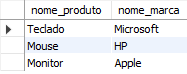 nome_produto nome_marca
Teclado Microsoft
Mouse HP
Monitor Apple